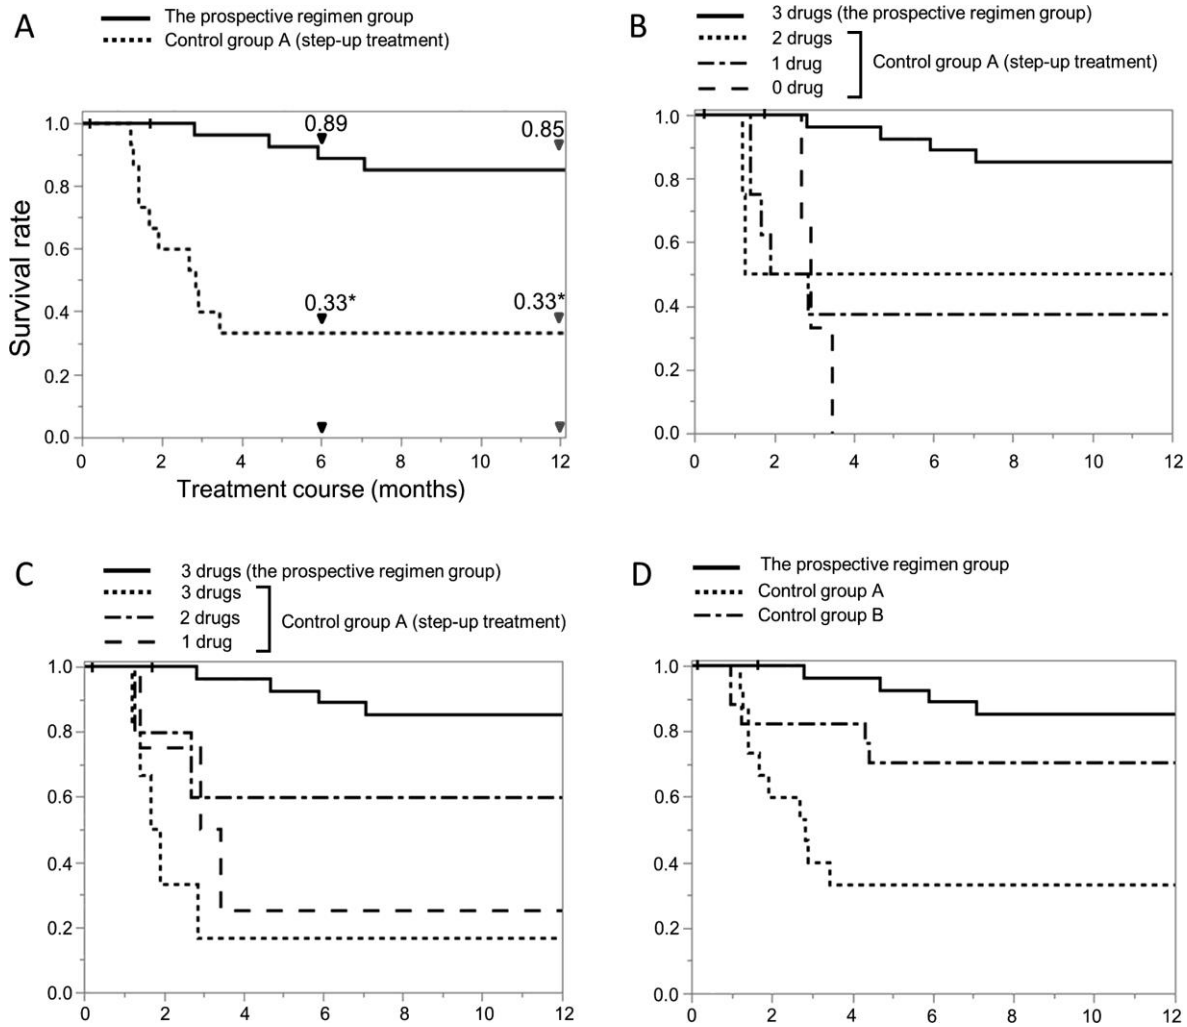 A
The prospective regimen group
Control group A (step-up treatment)
1.0
0.8
0.6
0.4
0.2
0.0
Survival rate
0.89
0.85
0.33*
0.33*
0 2 4 6 8 10 12
Treatment course (months)
B
3 drugs (the prospective regimen group)
2 drugs
1 drug
0 drug
Control group A (step-up treatment)
1.0
0.8
0.6
0.4
0.2
0.0
0 2 4 6 8 10 12
C
3 drugs (the prospective regimen group)
3 drugs
2 drugs
1 drug
Control group A (step-up treatment)
1.0
0.8
0.6
0.4
0.2
0.0
0 2 4 6 8 10 12
D
The prospective regimen group
Control group A
Control group B
1.0
0.8
0.6
0.4
0.2
0.0
0 2 4 6 8 10 12